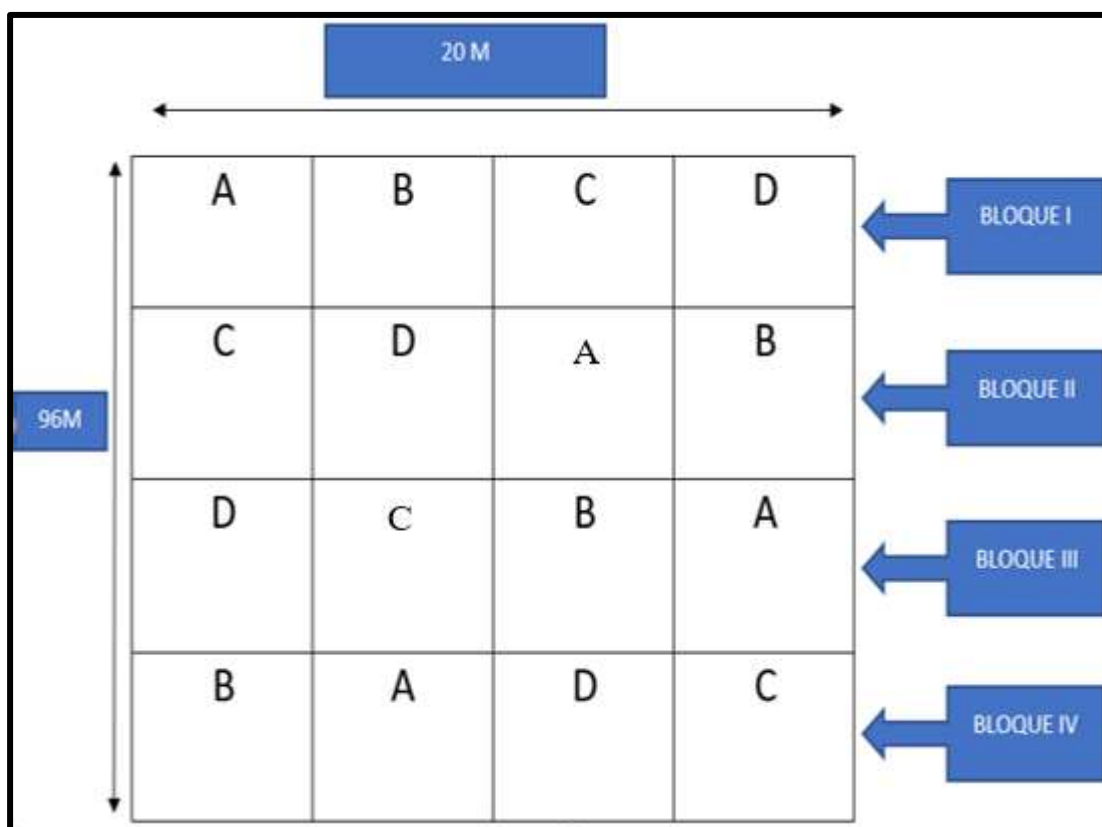 20 M
A B C D
BLOQUE I
C D A B
BLOQUE II
96M
D C B A
BLOQUE III
B A D C
BLOQUE IV